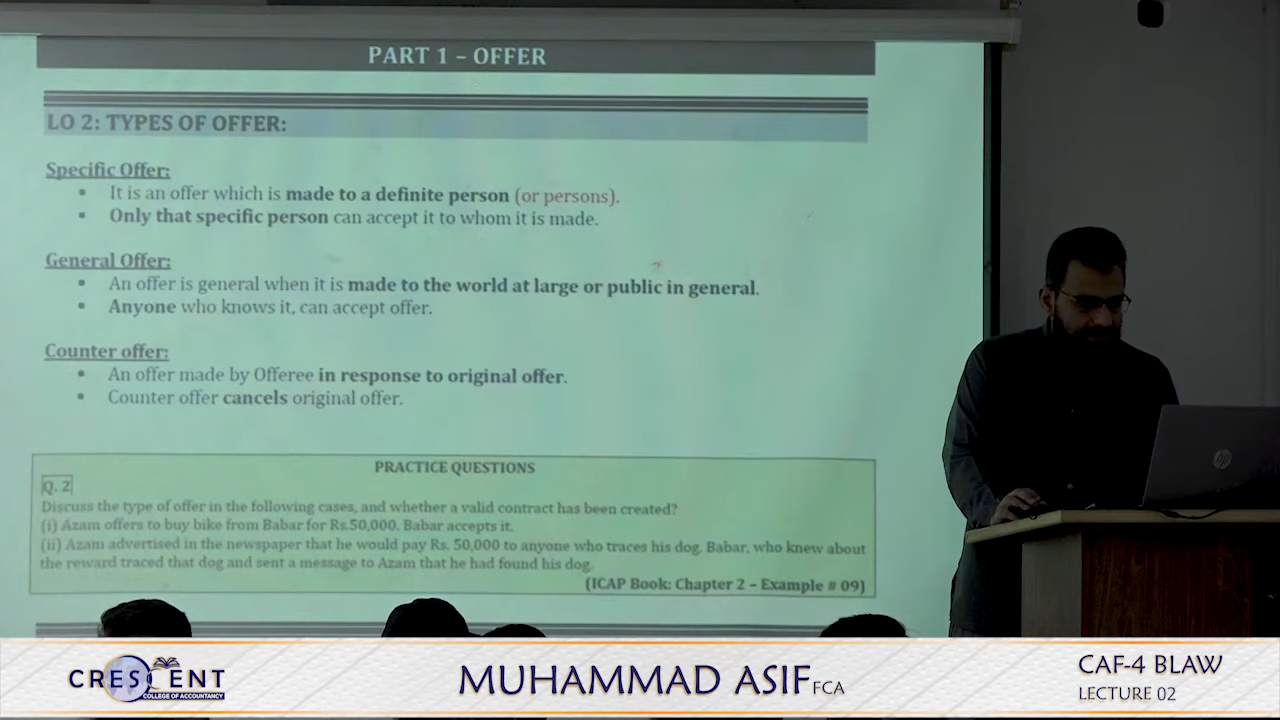 PART 1 – OFFER
LO 2: TYPES OF OFFER:
Specific Offer:
▪ It is an offer which is made to a definite person (or persons).
▪ Only that specific person can accept it to whom it is made.
General Offer:
▪ An offer is general when it is made to the world at large or public in general.
▪ Anyone who knows it, can accept offer.
Counter offer:
▪ An offer made by Offeree in response to original offer.
▪ Counter offer cancels original offer.
PRACTICE QUESTIONS
Q. 2
Discuss the type of offer in the following cases, and whether a valid contract has been created?
(i) Azam offers to buy bike from Babar for Rs.50,000. Babar accepts it.
(ii) Azam advertised in the newspaper that he would pay Rs. 50,000 to anyone who traces his dog. Babar, who knew about
the reward traced that dog and sent a message to Azam that he had found his dog.
(ICAP Book: Chapter 2 – Example # 09)
hp
CRESCENT
COLLEGE OF ACCOUNTANCY
MUHAMMAD ASIF FCA
CAF-4 BLAW
LECTURE 02